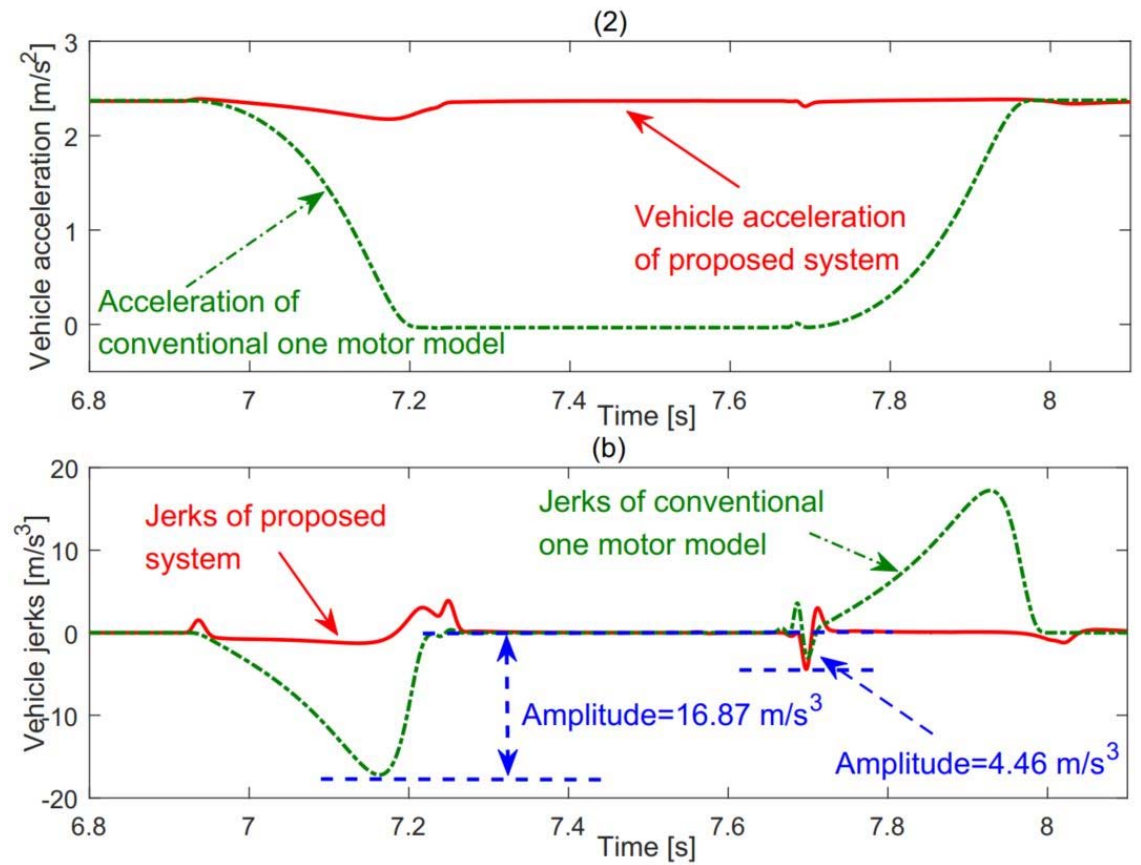 (2)
Vehicle acceleration [m/s²]
3
2
1
0
Vehicle acceleration
of proposed system
Acceleration of
conventional one motor model
6.8 7 7.2 7.4 7.6 7.8 8
Time [s]
(b)
Vehicle jerks [m/s³]
20
10
0
-10
-20
Jerks of proposed
system
Jerks of conventional
one motor model
Amplitude=16.87 m/s³
Amplitude=4.46 m/s³
6.8 7 7.2 7.4 7.6 7.8 8
Time [s]